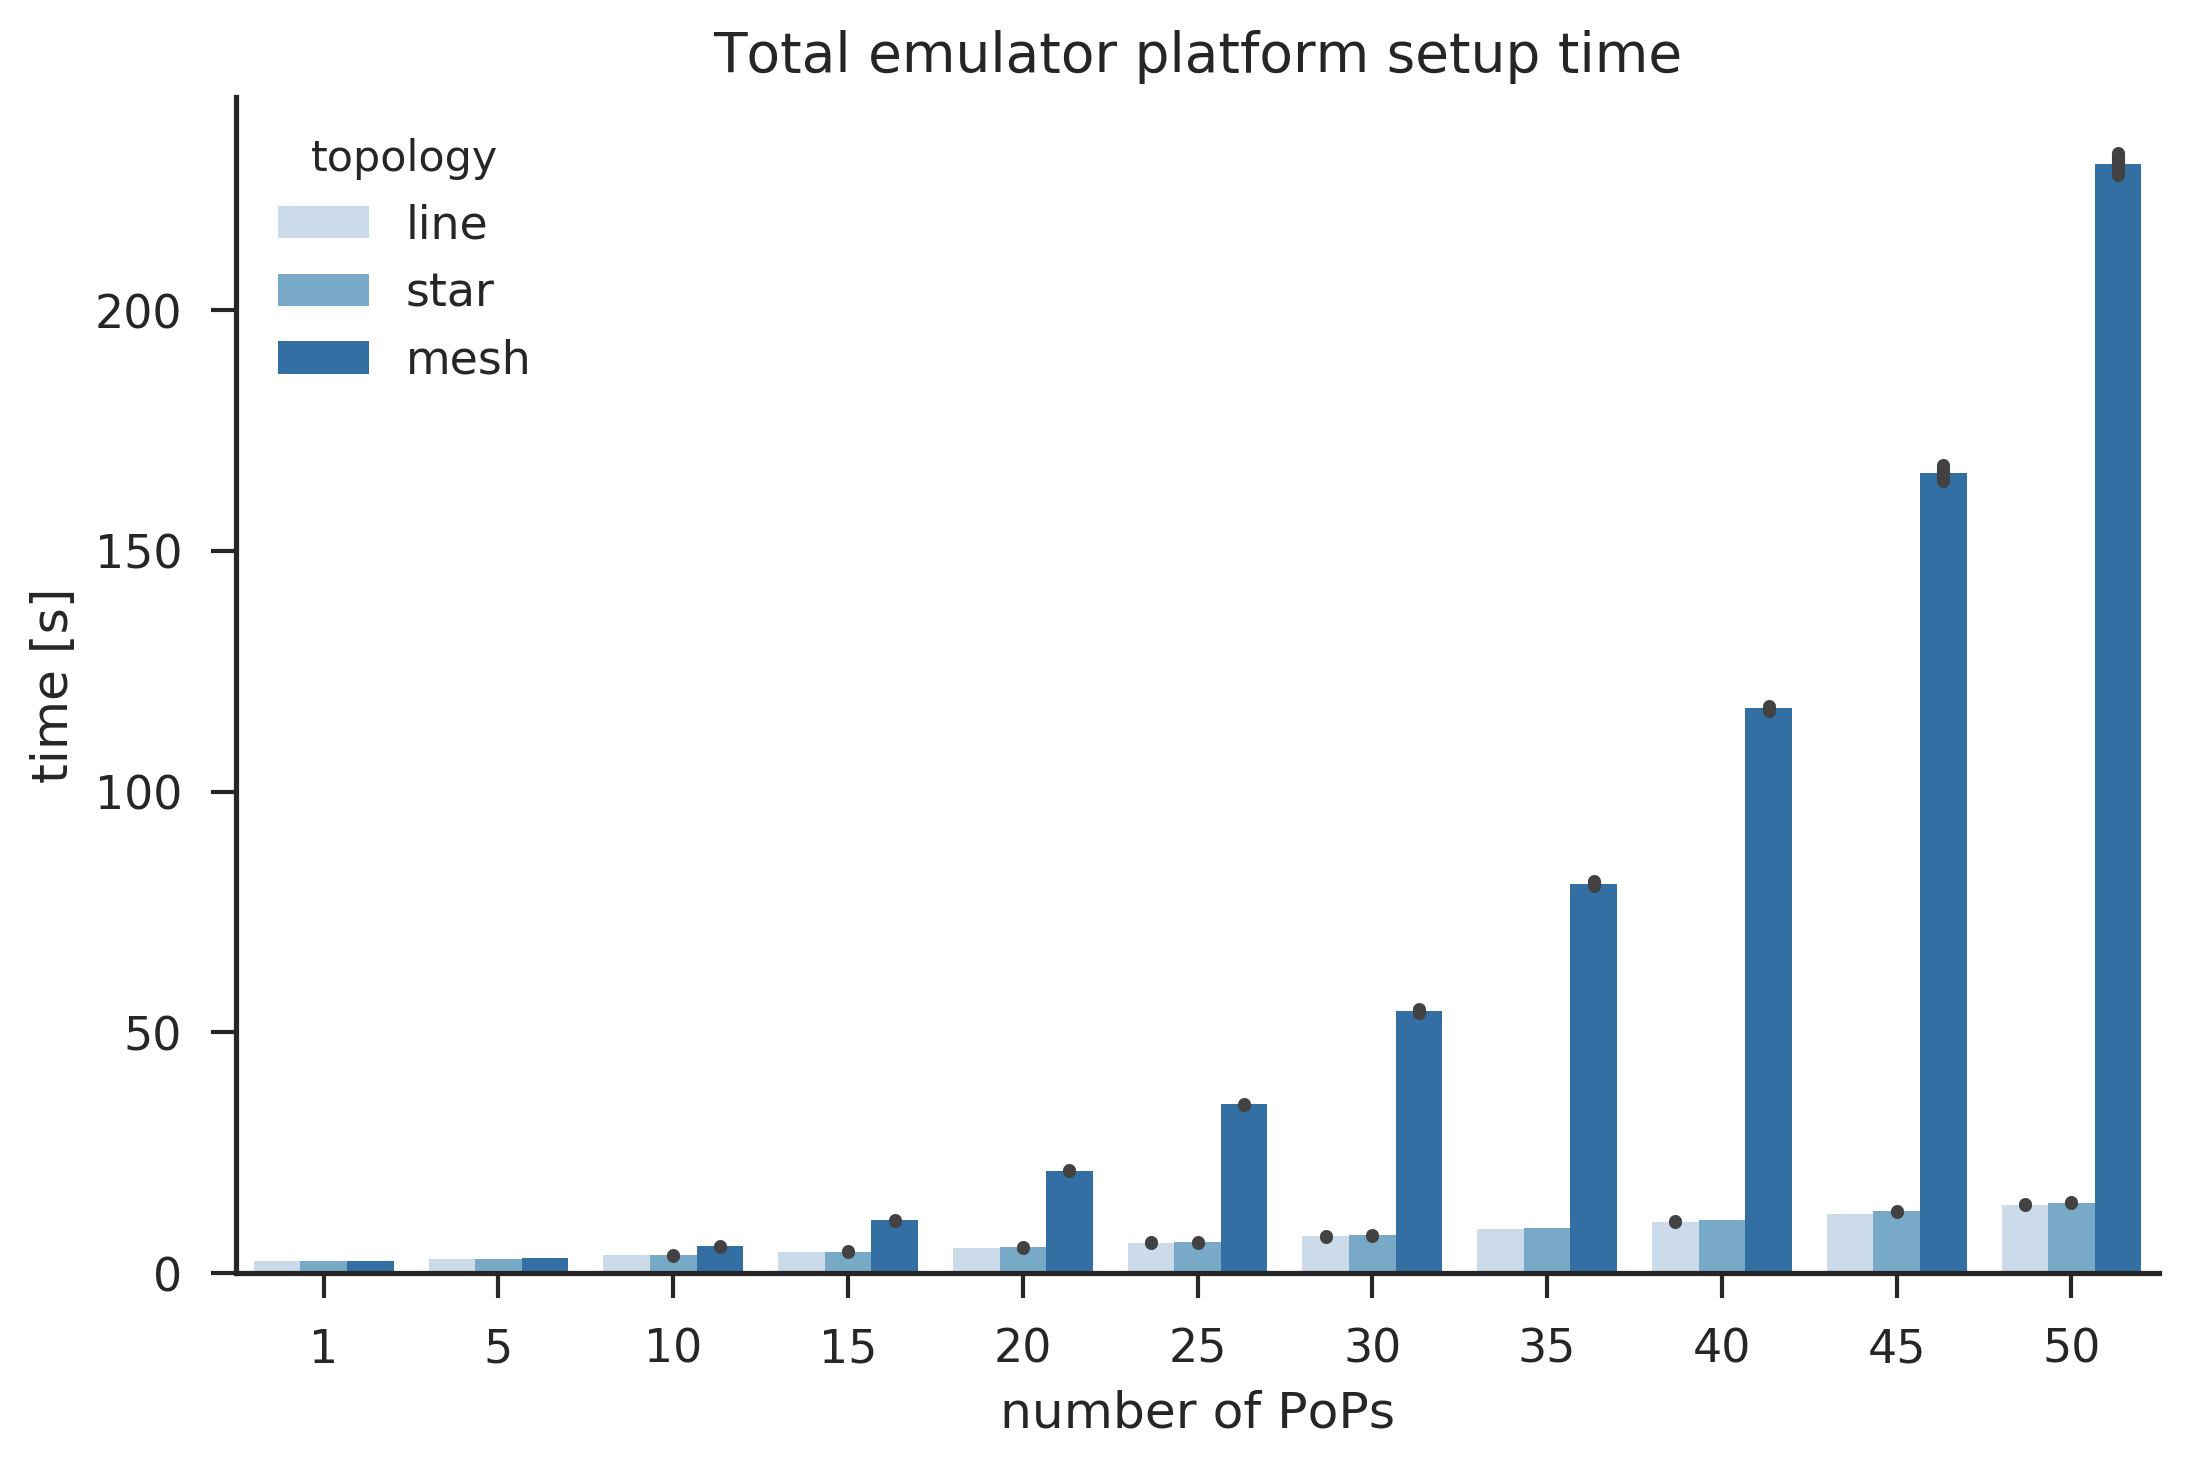 Total emulator platform setup time
topology
line
star
mesh
time [s]
200
150
100
50
0
1 5 10 15 20 25 30 35 40 45 50
number of PoPs